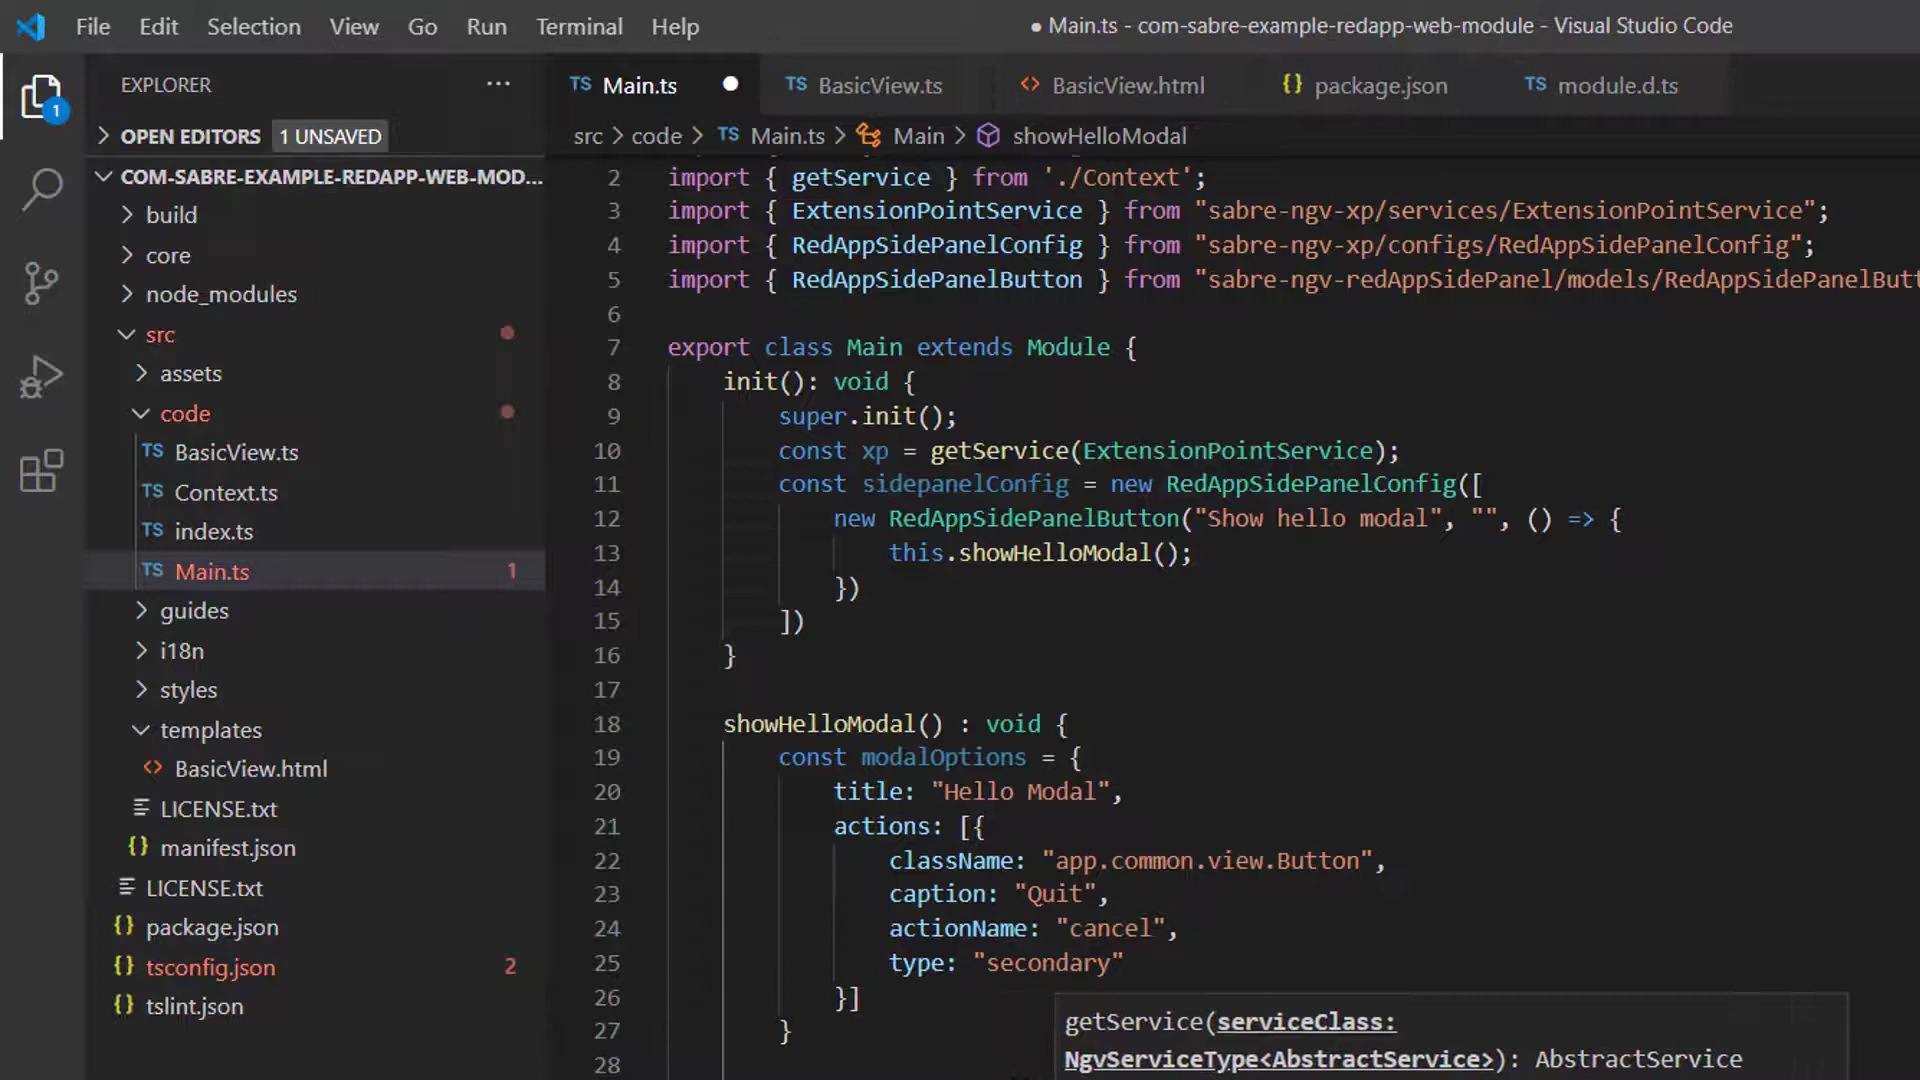 File Edit Selection View Go Run Terminal Help
● Main.ts - com-sabre-example-redapp-web-module - Visual Studio Code
EXPLORER ...
1
OPEN EDITORS 1 UNSAVED
COM-SABRE-EXAMPLE-REDAPP-WEB-MOD...
build
core
node_modules
src
assets
code
TS BasicView.ts
TS Context.ts
TS index.ts
TS Main.ts 1
guides
i18n
styles
templates
<> BasicView.html
LICENSE.txt
{} manifest.json
LICENSE.txt
{} package.json
{} tsconfig.json 2
{} tslint.json
TS Main.ts ● TS BasicView.ts <> BasicView.html {} package.json TS module.d.ts
src > code > TS Main.ts > Main > showHelloModal
2 import { getService } from './Context';
3 import { ExtensionPointService } from "sabre-ngv-xp/services/ExtensionPointService";
4 import { RedAppSidePanelConfig } from "sabre-ngv-xp/configs/RedAppSidePanelConfig";
5 import { RedAppSidePanelButton } from "sabre-ngv-redAppSidePanel/models/RedAppSidePanelButt
6
7 export class Main extends Module {
8 init(): void {
9 super.init();
10 const xp = getService(ExtensionPointService);
11 const sidepanelConfig = new RedAppSidePanelConfig([
12 new RedAppSidePanelButton("Show hello modal", "", () => {
13 this.showHelloModal();
14 })
15 ])
16 }
17
18 showHelloModal() : void {
19 const modalOptions = {
20 title: "Hello Modal",
21 actions: [{
22 className: "app.common.view.Button",
23 caption: "Quit",
24 actionName: "cancel",
25 type: "secondary"
26 }]
27 }
28
getService(serviceClass:
NgvServiceType<AbstractService>): AbstractService